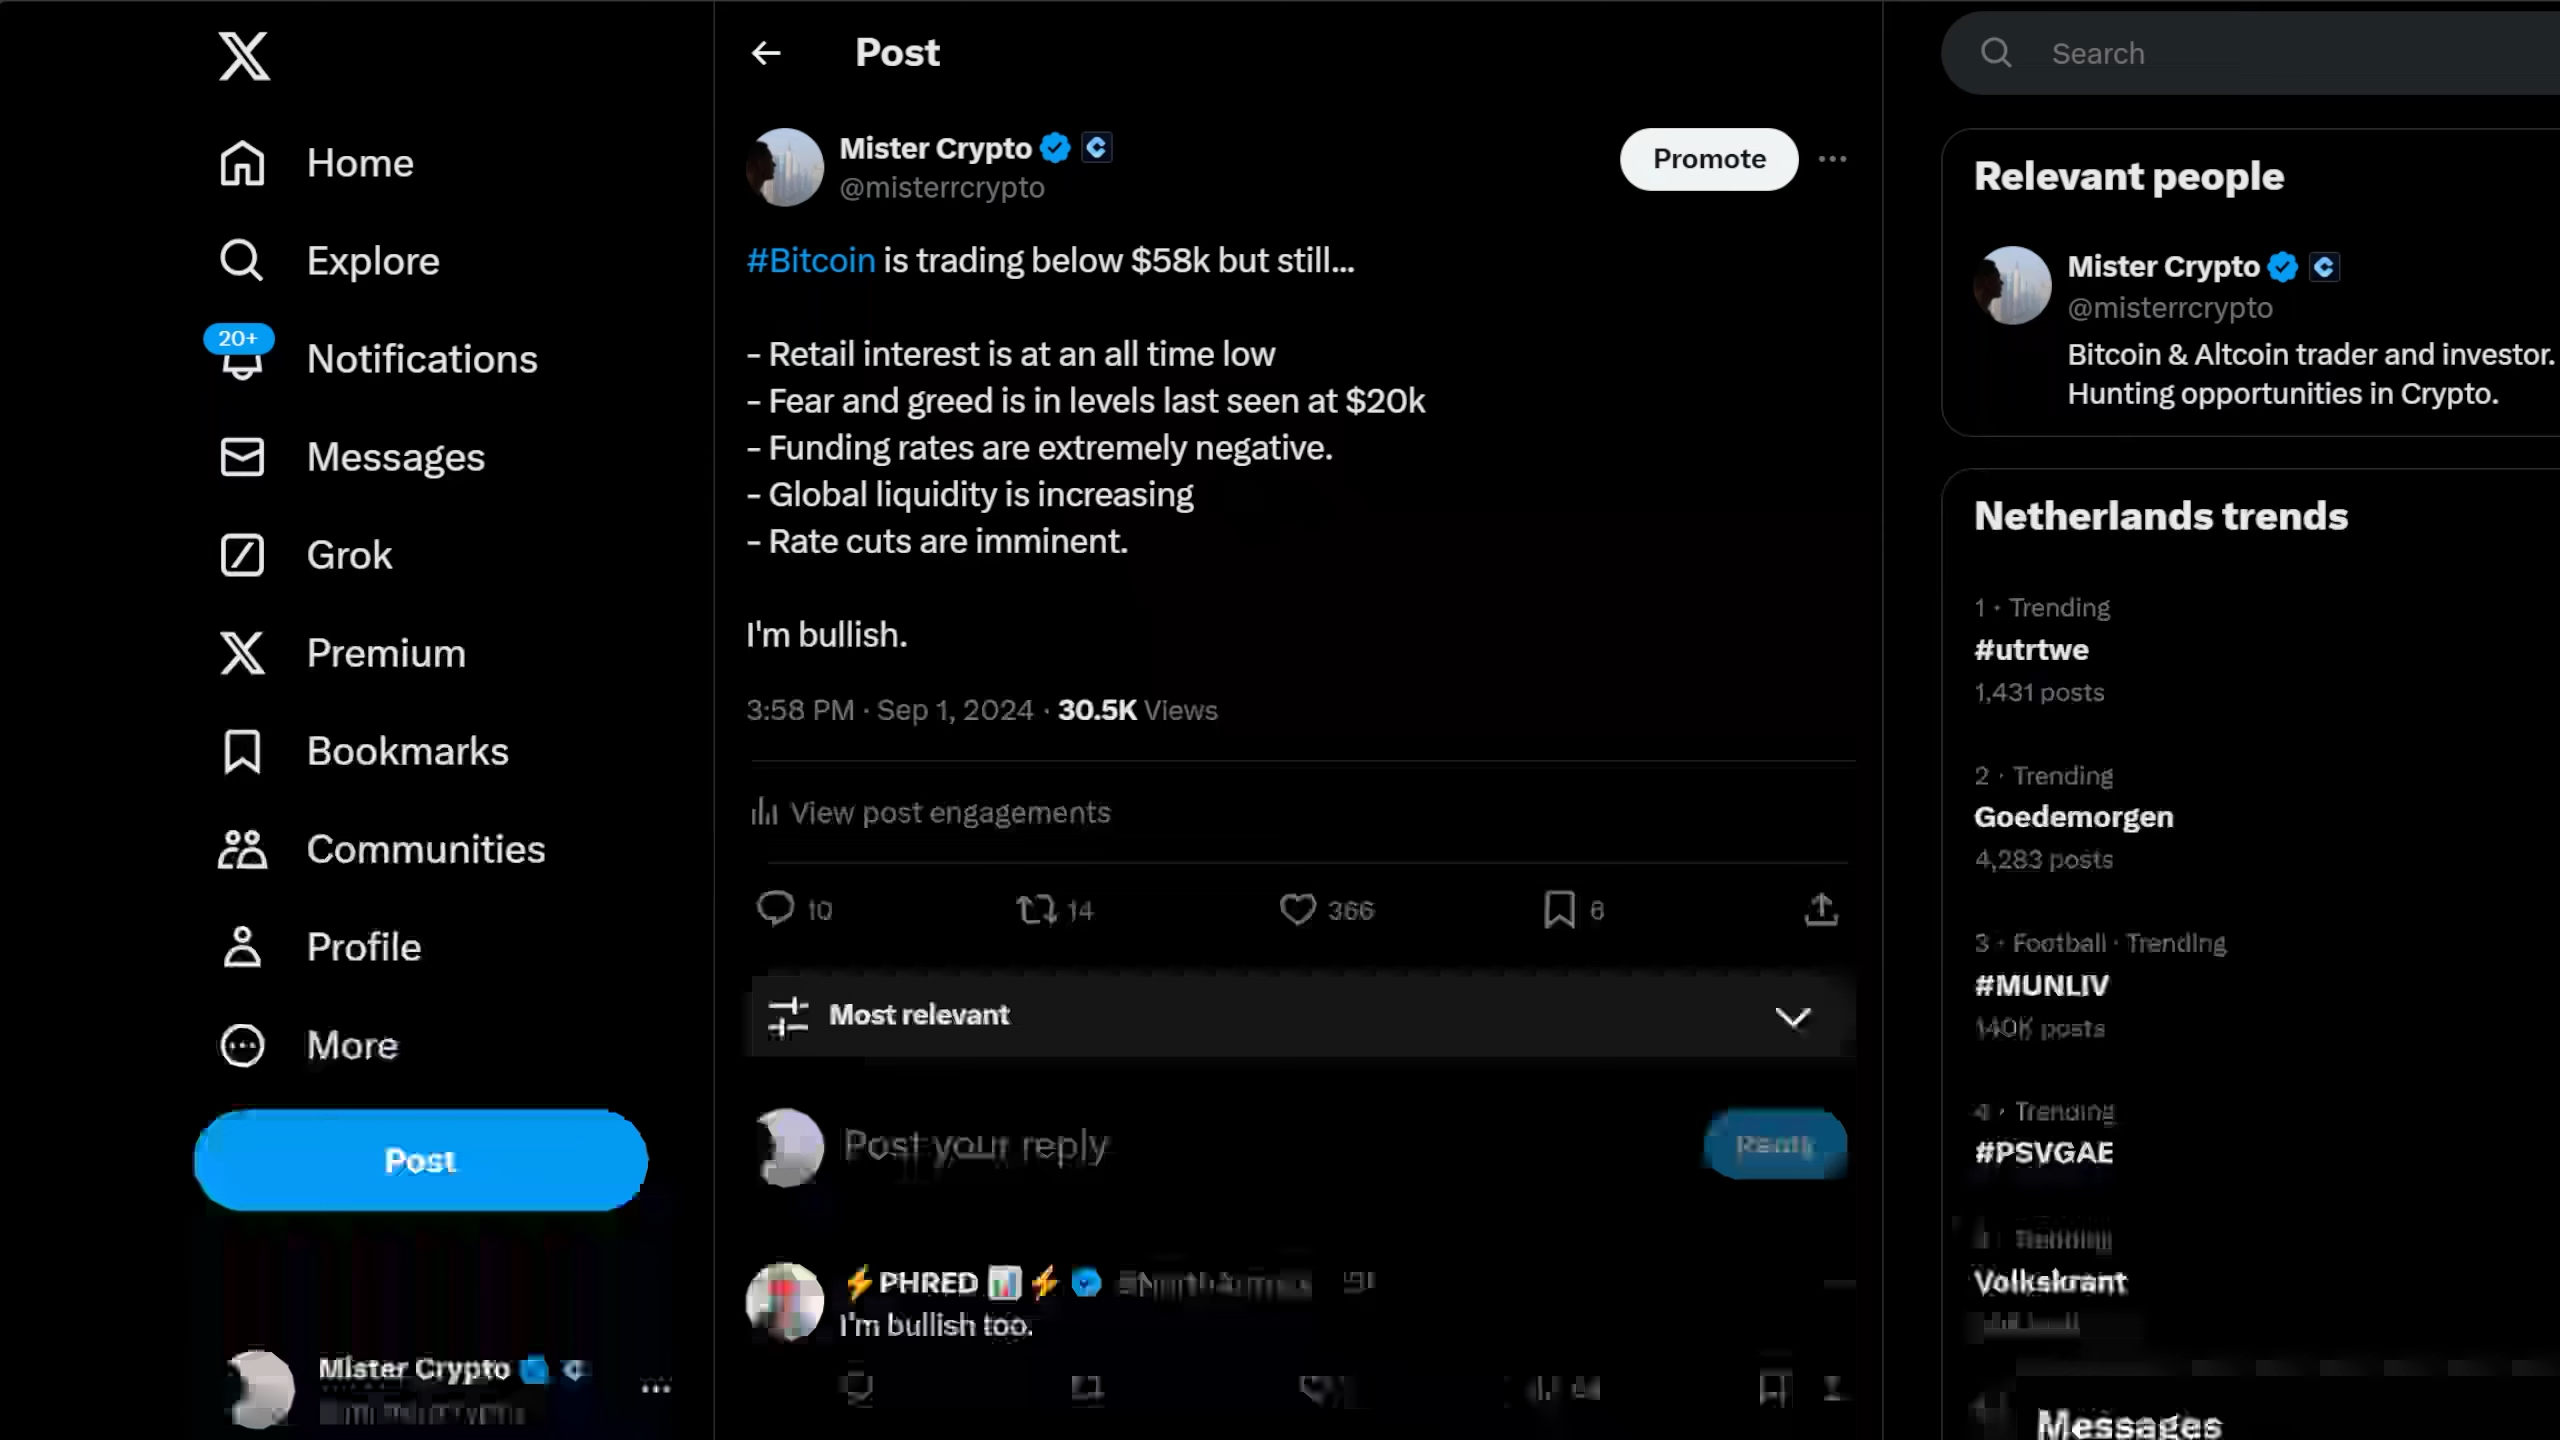 Home
Explore
20+
Notifications
Messages
Grok
Premium
Bookmarks
Communities
Profile
More
Post
Mister Crypto
Post
Mister Crypto
@misterrcrypto
Promote
#Bitcoin is trading below $58k but still...
- Retail interest is at an all time low
- Fear and greed is in levels last seen at $20k
- Funding rates are extremely negative.
- Global liquidity is increasing
- Rate cuts are imminent.
I'm bullish.
3:58 PM · Sep 1, 2024 · 30.5K Views
View post engagements
10 14 366 6
Most relevant
Post your reply
Reply
⚡PHRED 📊⚡
I'm bullish too.
Search
Relevant people
Mister Crypto
@misterrcrypto
Bitcoin & Altcoin trader and investor.
Hunting opportunities in Crypto.
Netherlands trends
1 · Trending
#utrtwe
1,431 posts
2 · Trending
Goedemorgen
4,283 posts
3 · Football · Trending
#MUNLIV
140K posts
4 · Trending
#PSVGAE
Trending
Volkskrant
Messages